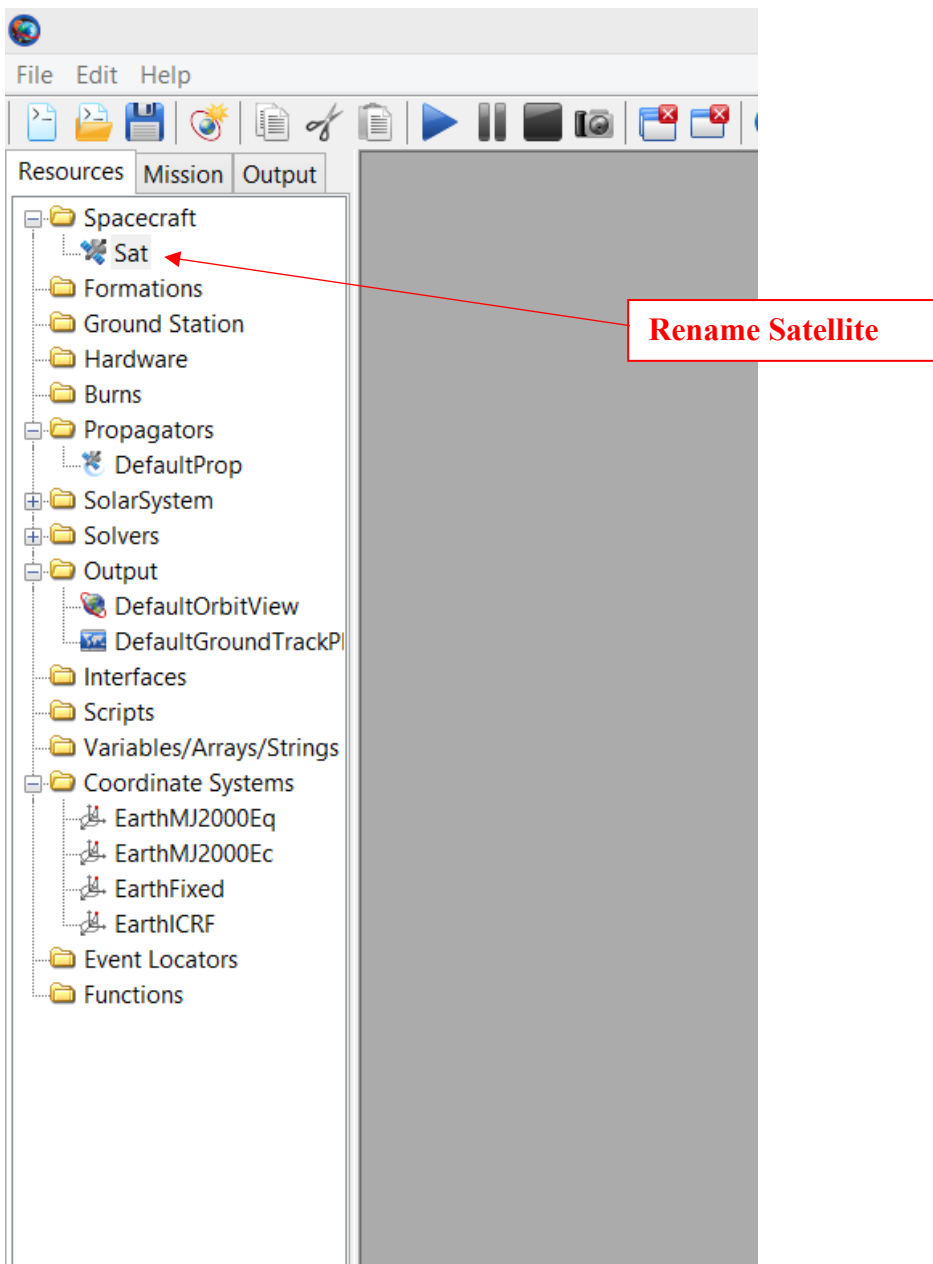 File Edit Help
Resources Mission Output
Spacecraft
Sat
Formations
Ground Station
Rename Satellite
Hardware
Burns
Propagators
DefaultProp
SolarSystem
Solvers
Output
DefaultOrbitView
DefaultGroundTrackPl
Interfaces
Scripts
Variables/Arrays/Strings
Coordinate Systems
EarthMJ2000Eq
EarthMJ2000Ec
EarthFixed
EarthICRF
Event Locators
Functions